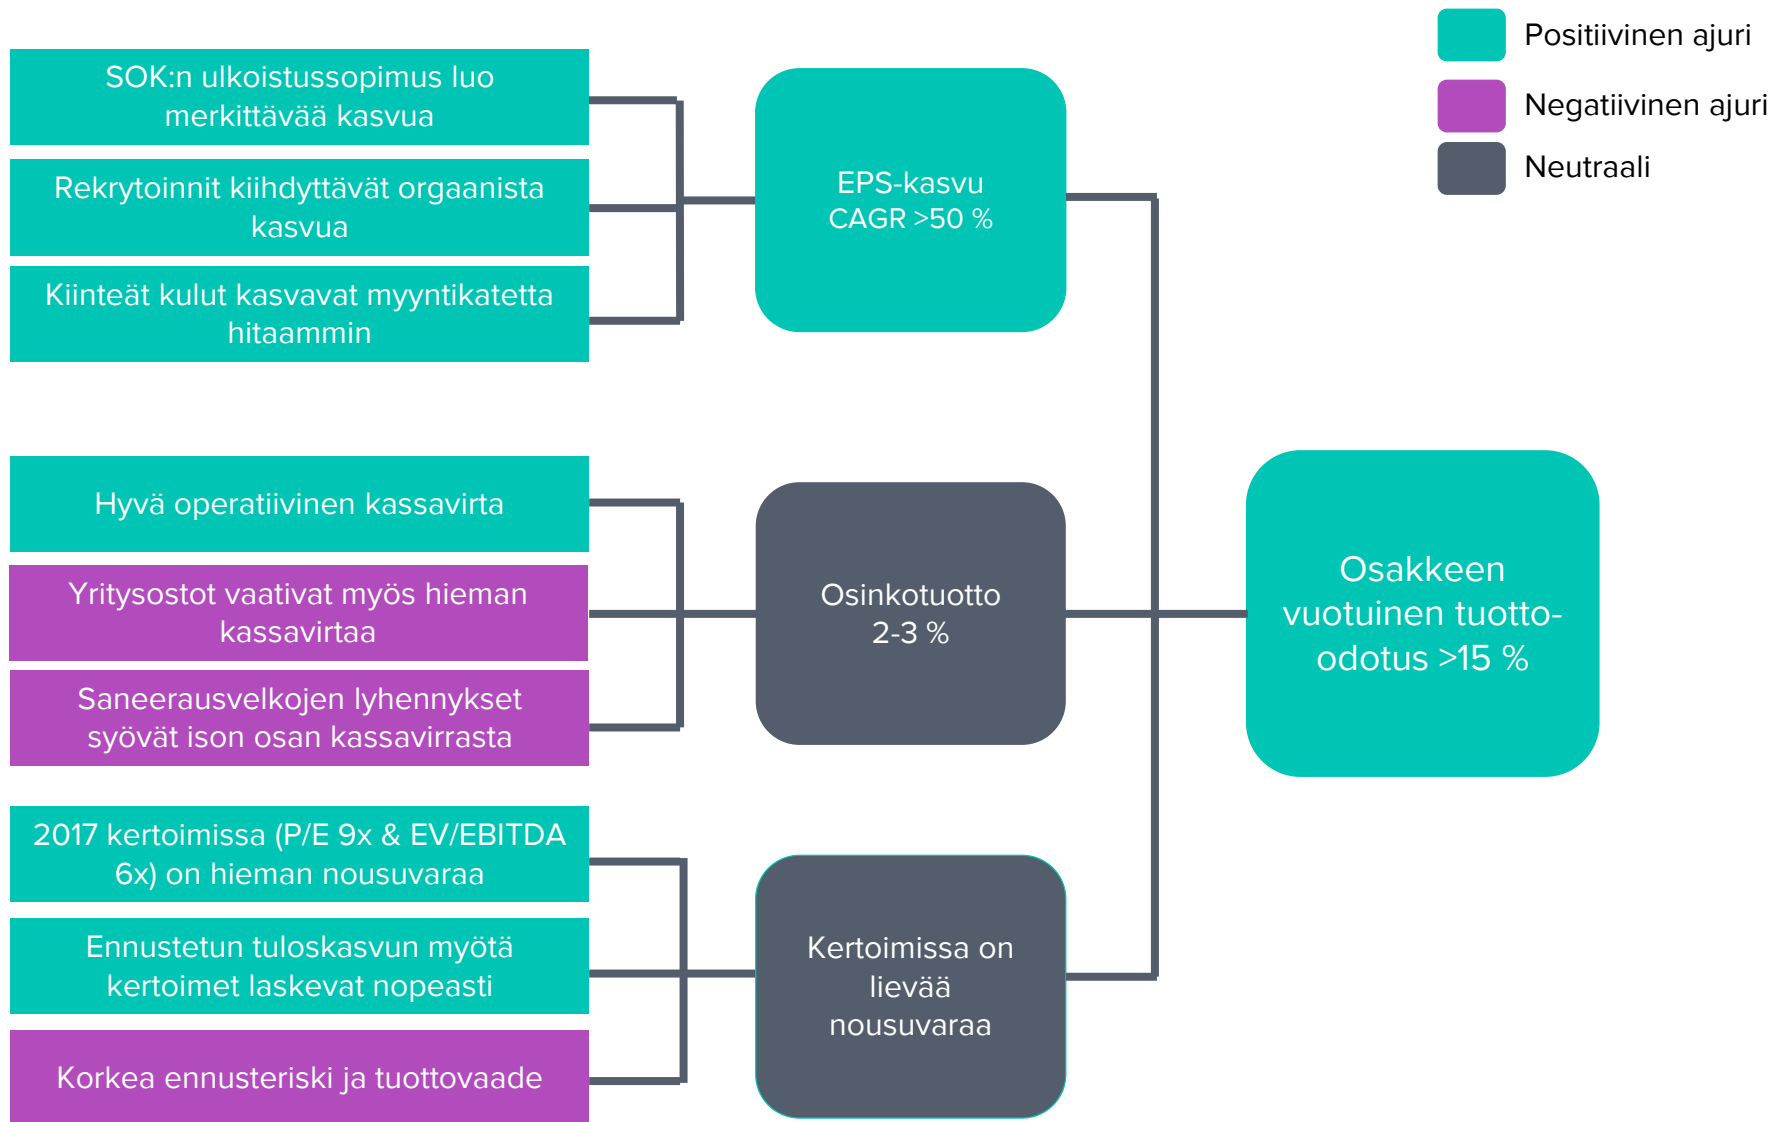 SOK:n ulkoistussopimus luo
merkittävää kasvua
Rekrytoinnit kiihdyttävät orgaanista
kasvua
Kiinteät kulut kasvavat myyntikatetta
hitaammin
EPS-kasvu
CAGR >50 %
Positiivinen ajuri
Negatiivinen ajuri
Neutraali
Hyvä operatiivinen kassavirta
Yritysostot vaativat myös hieman
kassavirtaa
Saneerausvelkojen lyhennykset
syövät ison osan kassavirrasta
Osinkotuotto
2-3 %
Osakkeen
vuotuinen tuotto-
odotus >15 %
2017 kertoimissa (P/E 9x & EV/EBITDA
6x) on hieman nousuvaraa
Ennustetun tuloskasvun myötä
kertoimet laskevat nopeasti
Korkea ennusteriski ja tuottovaade
Kertoimissa on
lievää
nousuvaraa